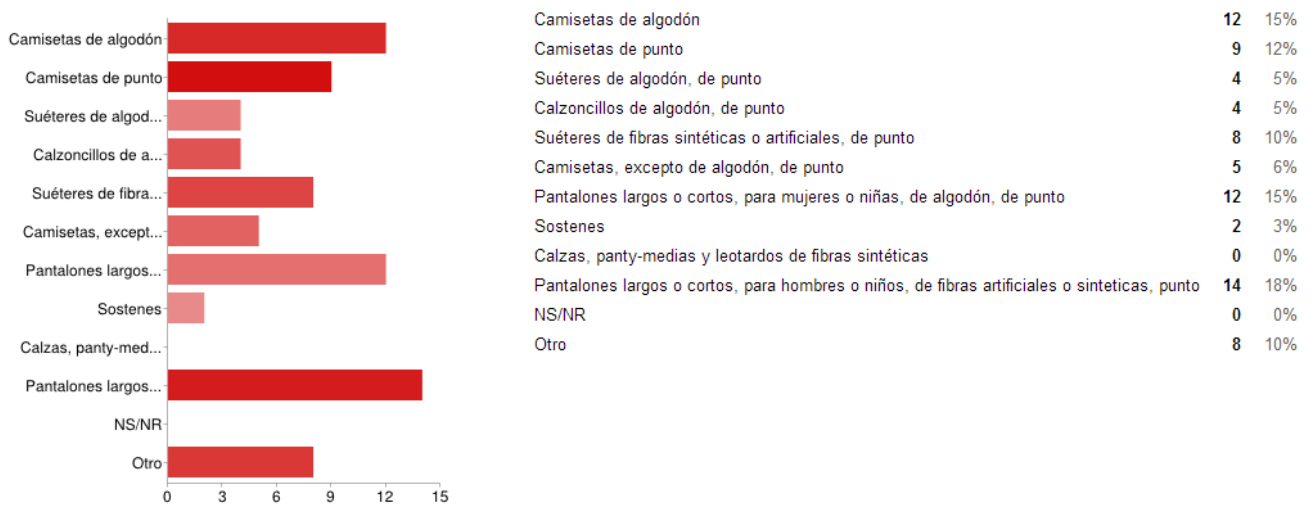 Camisetas de algodón
Camisetas de punto
Suéteres de algod...
Calzoncillos de a...
Suéteres de fibra...
Camisetas, except...
Pantalones largos...
Sostenes
Calzas, panty-med...
Pantalones largos...
NS/NR
Otro
0 3 6 9 12 15
Camisetas de algodón 12 15%
Camisetas de punto 9 12%
Suéteres de algodón, de punto 4 5%
Calzoncillos de algodón, de punto 4 5%
Suéteres de fibras sintéticas o artificiales, de punto 8 10%
Camisetas, excepto de algodón, de punto 5 6%
Pantalones largos o cortos, para mujeres o niñas, de algodón, de punto 12 15%
Sostenes 2 3%
Calzas, panty-medias y leotardos de fibras sintéticas 0 0%
Pantalones largos o cortos, para hombres o niños, de fibras artificiales o sinteticas, punto 14 18%
NS/NR 0 0%
Otro 8 10%